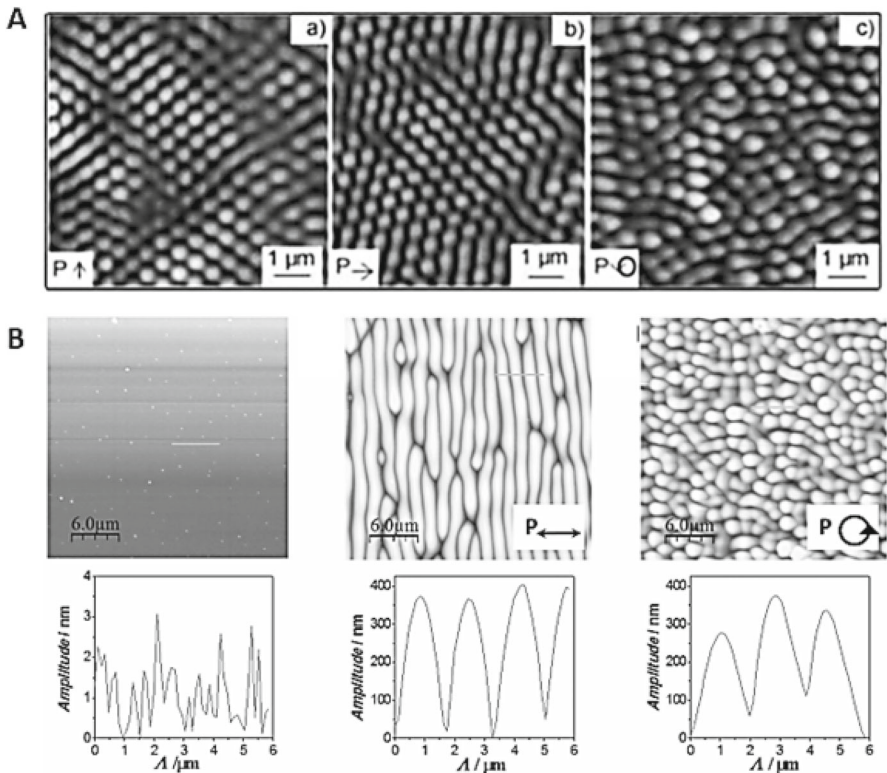 A
a)
b)
c)
P ↑
1 µm
P →
1 µm
P
1 µm
B
6.0µm
6.0µm
P
6.0µm
P
Amplitude / nm
4
3
2
1
0
0 1 2 3 4 5 6
Λ /µm
Amplitude / nm
400
300
200
100
0
0 1 2 3 4 5 6
Λ /µm
Amplitude / nm
400
300
200
100
0
0 1 2 3 4 5 6
Λ /µm